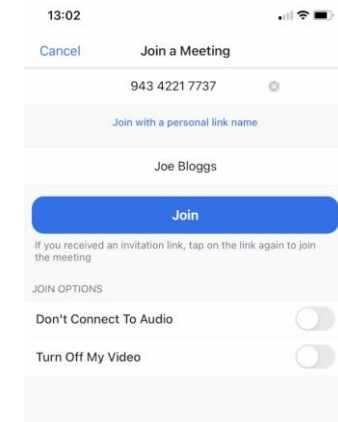 13:02
Cancel Join a Meeting
943 4221 7737
Join with a personal link name
Joe Bloggs
Join
If you received an invitation link, tap on the link again to join
the meeting
JOIN OPTIONS
Don't Connect To Audio
Turn Off My Video